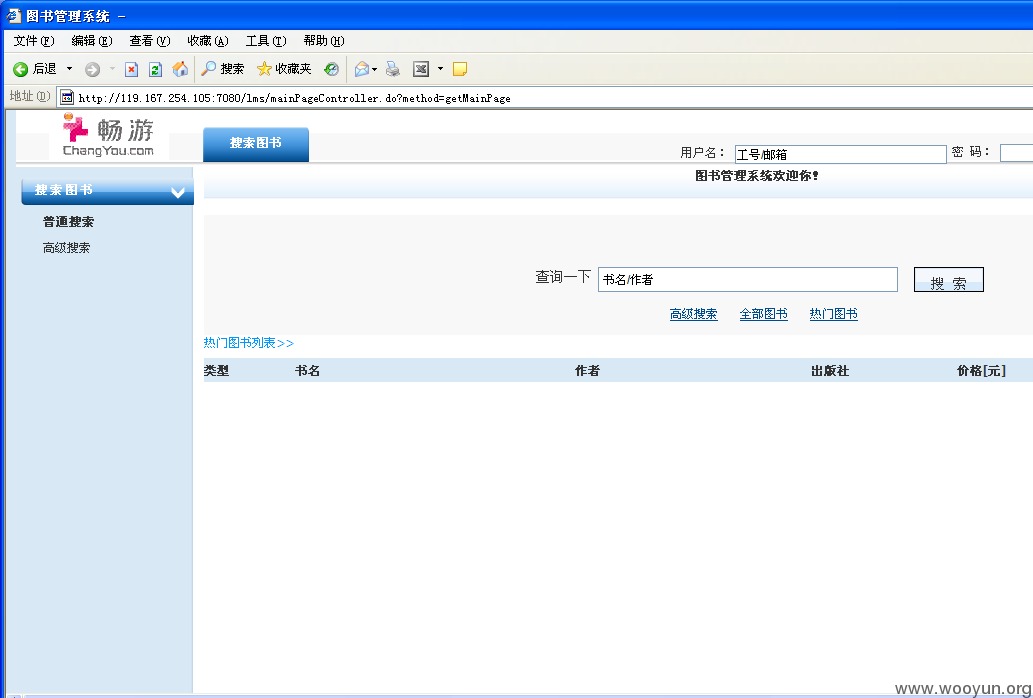 图书管理系统 -
文件(F) 编辑(E) 查看(V) 收藏(A) 工具(T) 帮助(H)
后退 搜索 收藏夹
地址(D) http://119.167.254.105:7080/lms/mainPageController.do?method=getMainPage
畅游
ChangYou.com
搜索图书
用户名： 工号/邮箱 密 码：
图书管理系统欢迎你!
搜索图书
普通搜索
高级搜索
查询一下 书名/作者 搜 索
高级搜索 全部图书 热门图书
热门图书列表>>
类型 书名 作者 出版社 价格[元]
www.wooyun.org